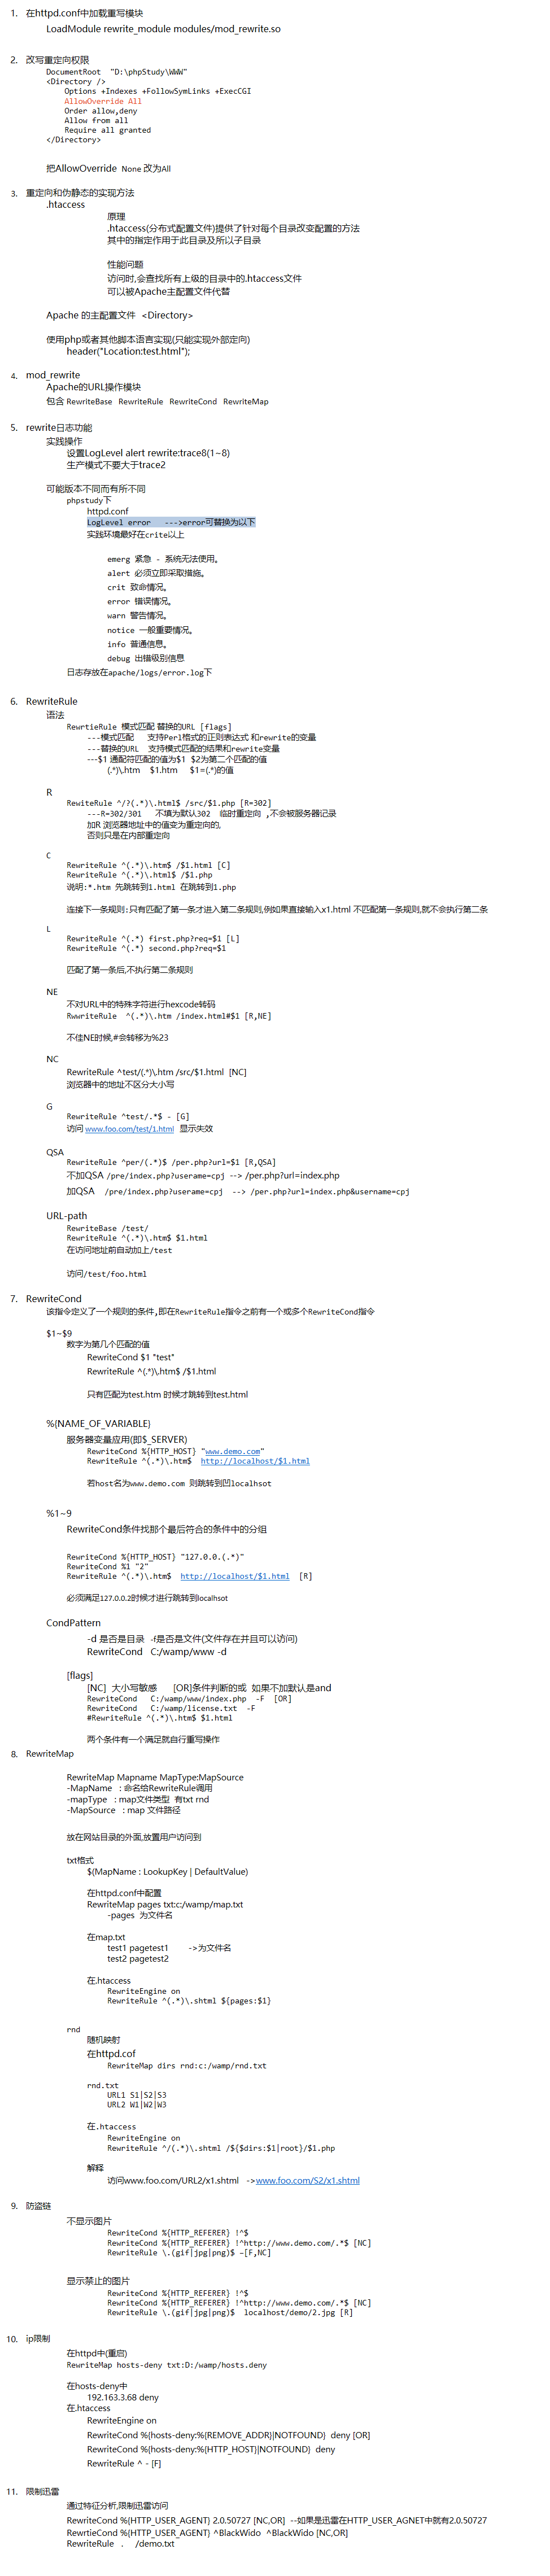 1. 在httpd.conf中加载重写模块
LoadModule rewrite_module modules/mod_rewrite.so
2. 改写重定向权限
DocumentRoot "D:\phpStudy\WWW"
<Directory />
Options +Indexes +FollowSymLinks +ExecCGI
AllowOverride All
Order allow,deny
Allow from all
Require all granted
</Directory>
把AllowOverride None 改为All
3. 重定向和伪静态的实现方法
.htaccess
原理
.htaccess(分布式配置文件)提供了针对每个目录改变配置的方法
其中的指定作用于此目录及所以子目录
性能问题
访问时,会查找所有上级的目录中的.htaccess文件
可以被Apache主配置文件代替
Apache 的主配置文件 <Directory>
使用php或者其他脚本语言实现(只能实现外部定向)
header("Location:test.html");
4. mod_rewrite
Apache的URL操作模块
包含 RewriteBase RewriteRule RewriteCond RewriteMap
5. rewrite日志功能
实践操作
设置LogLevel alert rewrite:trace8(1~8)
生产模式不要大于trace2
可能版本不同而有所不同
phpstudy下
httpd.conf
LogLevel error --->error可替换为以下
实践环境最好在crite以上
emerg 紧急 - 系统无法使用。
alert 必须立即采取措施。
crit 致命情况。
error 错误情况。
warn 警告情况。
notice 一般重要情况。
info 普通信息。
debug 出错级别信息
日志存放在apache/logs/error.log下
6. RewriteRule
语法
RewrtieRule 模式匹配 替换的URL [flags]
---模式匹配 支持Perl格式的正则表达式 和rewrite的变量
---替换的URL 支持模式匹配的结果和rewrite变量
---$1 通配符匹配的值为$1 $2为第二个匹配的值
(.*)\.htm $1.htm $1=(.*)的值
R
RewiteRule ^/?(.*)\.html$ /src/$1.php [R=302]
---R=302/301 不填为默认302 临时重定向 ,不会被服务器记录
加R 浏览器地址中的值变为重定向的,
否则只是在内部重定向
C
RewriteRule ^(.*)\.htm$ /$1.html [C]
RewriteRule ^(.*)\.html$ /$1.php
说明:*.htm 先跳转到1.html 在跳转到1.php
连接下一条规则:只有匹配了第一条才进入第二条规则,例如果直接输入x1.html 不匹配第一条规则,就不会执行第二条
L
RewriteRule ^(.*) first.php?req=$1 [L]
RewriteRule ^(.*) second.php?req=$1
匹配了第一条后,不执行第二条规则
NE
不对URL中的特殊字符进行hexcode转码
RwwriteRule ^(.*)\.htm /index.html#$1 [R,NE]
不佳NE时候,#会转移为%23
NC
RewriteRule ^test/(.*)\.htm /src/$1.html [NC]
浏览器中的地址不区分大小写
G
RewriteRule ^test/.*$ - [G]
访问 www.foo.com/test/1.html 显示失效
QSA
RewriteRule ^per/(.*)$ /per.php?url=$1 [R,QSA]
不加QSA /pre/index.php?userame=cpj --> /per.php?url=index.php
加QSA /pre/index.php?userame=cpj --> /per.php?url=index.php&username=cpj
URL-path
RewriteBase /test/
RewriteRule ^(.*)\.htm$ $1.html
在访问地址前自动加上/test
访问/test/foo.html
7. RewriteCond
该指令定义了一个规则的条件,即在RewriteRule指令之前有一个或多个RewriteCond指令
$1~$9
数字为第几个匹配的值
RewriteCond $1 "test"
RewriteRule ^(.*)\.htm$ /$1.html
只有匹配为test.htm 时候才跳转到test.html
%{NAME_OF_VARIABLE}
服务器变量应用(即$_SERVER)
RewriteCond %{HTTP_HOST} "www.demo.com"
RewriteRule ^(.*)\.htm$ http://localhost/$1.html
若host名为www.demo.com 则跳转到凹localhsot
%1~9
RewriteCond条件找那个最后符合的条件中的分组
RewriteCond %{HTTP_HOST} "127.0.0.(.*)"
RewriteCond %1 "2"
RewriteRule ^(.*)\.htm$ http://localhost/$1.html [R]
必须满足127.0.0.2时候才进行跳转到localhsot
CondPattern
-d 是否是目录 -f是否是文件(文件存在并且可以访问)
RewriteCond C:/wamp/www -d
[flags]
[NC] 大小写敏感 [OR]条件判断的或 如果不加默认是and
RewriteCond C:/wamp/www/index.php -F [OR]
RewriteCond C:/wamp/license.txt -F
#RewriteRule ^(.*)\.htm$ $1.html
两个条件有一个满足就自行重写操作
8. RewriteMap
RewriteMap Mapname MapType:MapSource
-MapName : 命名给RewriteRule调用
-mapType : map文件类型 有txt rnd
-MapSource : map 文件路径
放在网站目录的外面,放置用户访问到
txt格式
$(MapName : LookupKey | DefaultValue)
在httpd.conf中配置
RewriteMap pages txt:c:/wamp/map.txt
-pages 为文件名
在map.txt
test1 pagetest1 ->为文件名
test2 pagetest2
在.htaccess
RewriteEngine on
RewriteRule ^(.*)\.shtml ${pages:$1}
rnd
随机映射
在httpd.cof
RewriteMap dirs rnd:c:/wamp/rnd.txt
rnd.txt
URL1 S1|S2|S3
URL2 W1|W2|W3
在.htaccess
RewriteEngine on
RewriteRule ^/(.*)\.shtml /${$dirs:$1|root}/$1.php
解释
访问www.foo.com/URL2/x1.shtml ->www.foo.com/S2/x1.shtml
9. 防盗链
不显示图片
RewriteCond %{HTTP_REFERER} !^$
RewriteCond %{HTTP_REFERER} !^http://www.demo.com/.*$ [NC]
RewriteRule \.(gif|jpg|png)$ –[F,NC]
显示禁止的图片
RewriteCond %{HTTP_REFERER} !^$
RewriteCond %{HTTP_REFERER} !^http://www.demo.com/.*$ [NC]
RewriteRule \.(gif|jpg|png)$ localhost/demo/2.jpg [R]
10. ip限制
在httpd中(重启)
RewriteMap hosts-deny txt:D:/wamp/hosts.deny
在hosts-deny中
192.163.3.68 deny
在.htaccess
RewriteEngine on
RewriteCond %{hosts-deny:%{REMOVE_ADDR}|NOTFOUND} deny [OR]
RewriteCond %{hosts-deny:%{HTTP_HOST}|NOTFOUND} deny
RewriteRule ^ - [F]
11. 限制迅雷
通过特征分析,限制迅雷访问
RewriteCond %{HTTP_USER_AGENT} 2.0.50727 [NC,OR] --如果是迅雷在HTTP_USER_AGNET中就有2.0.50727
RewrtieCond %{HTTP_USER_AGENT} ^BlackWido ^BlackWido [NC,OR]
RewriteRule . /demo.txt